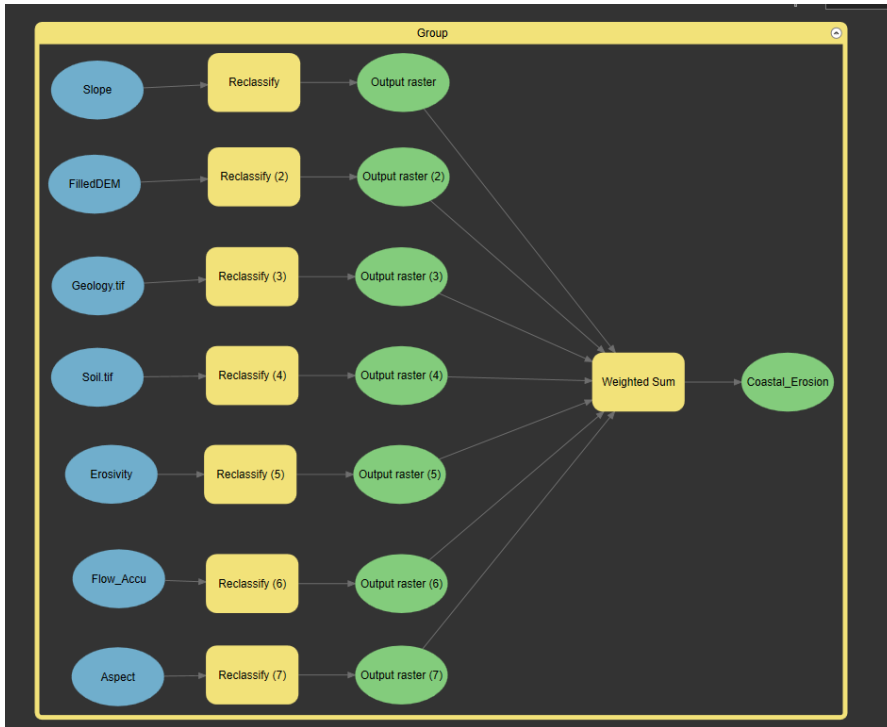 Group
Slope
Reclassify
Output raster
FilledDEM
Reclassify (2)
Output raster (2)
Geology.tif
Reclassify (3)
Output raster (3)
Soil.tif
Reclassify (4)
Output raster (4)
Weighted Sum
Coastal_Erosion
Erosivity
Reclassify (5)
Output raster (5)
Flow_Accu
Reclassify (6)
Output raster (6)
Aspect
Reclassify (7)
Output raster (7)